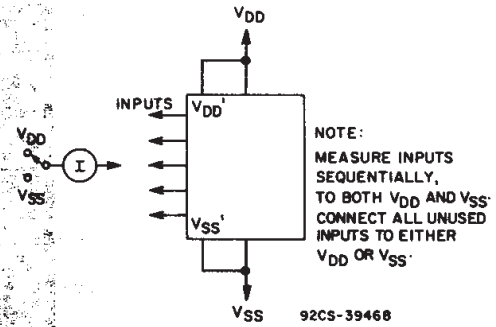 VDD
INPUTS
VDD'
VDD
I
VSS
VSS'
NOTE:
MEASURE INPUTS
SEQUENTIALLY,
TO BOTH VDD AND VSS.
CONNECT ALL UNUSED
INPUTS TO EITHER
VDD OR VSS.
VSS
92CS-39468